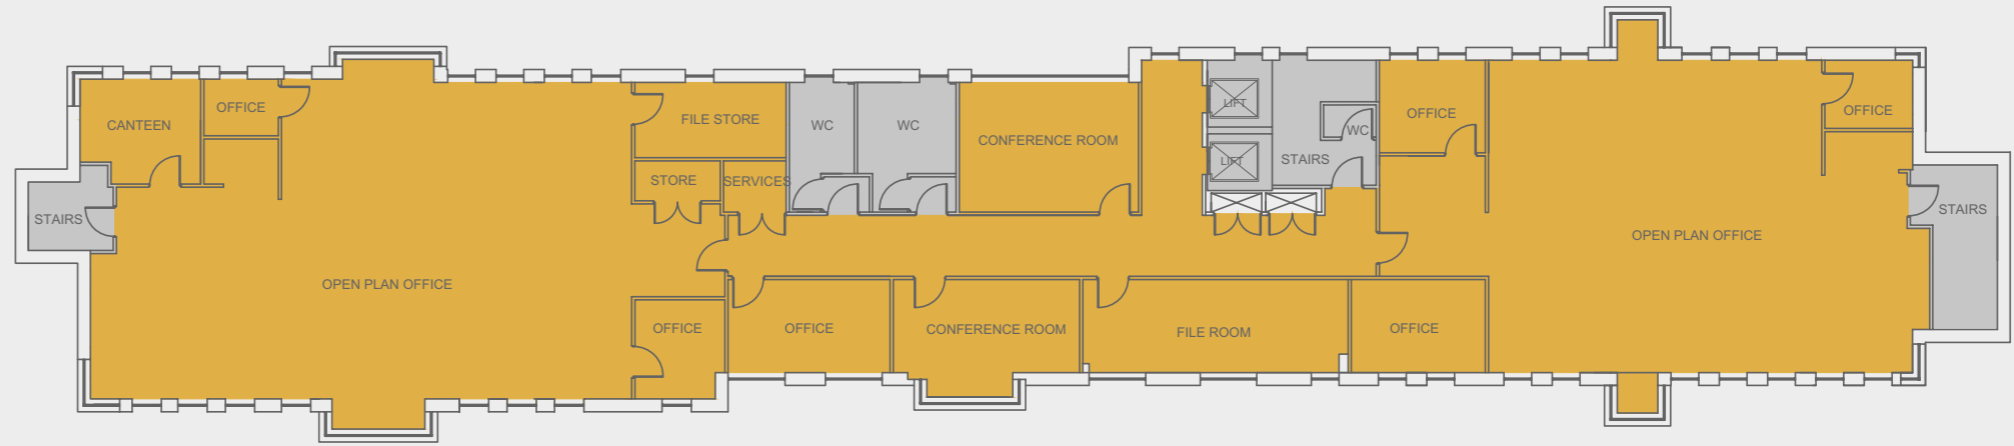 CANTEEN
OFFICE
FILE STORE
WC
WC
CONFERENCE ROOM
LIFT
WC
OFFICE
OFFICE
STORE
SERVICES
LIFT
STAIRS
STAIRS
STAIRS
OPEN PLAN OFFICE
OPEN PLAN OFFICE
OFFICE
OFFICE
CONFERENCE ROOM
FILE ROOM
OFFICE